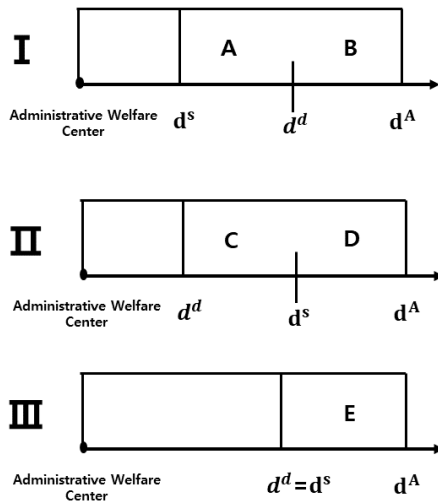 I A B
Administrative Welfare
Center
dˢ dᵈ dᴬ
II C D
Administrative Welfare
Center
dᵈ dˢ dᴬ
III E
Administrative Welfare
Center
dᵈ=dˢ dᴬ